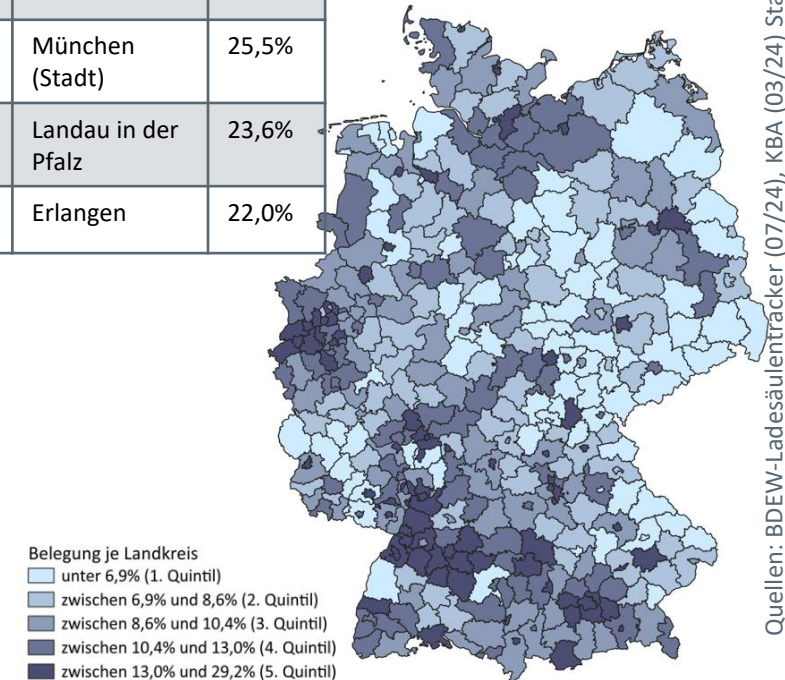 München
(Stadt)
25,5%
Landau in der
Pfalz
23,6%
Erlangen
22,0%
Belegung je Landkreis
unter 6,9% (1. Quintil)
zwischen 6,9% und 8,6% (2. Quintil)
zwischen 8,6% und 10,4% (3. Quintil)
zwischen 10,4% und 13,0% (4. Quintil)
zwischen 13,0% und 29,2% (5. Quintil)
Quellen: BDEW-Ladesäulentracker (07/24), KBA (03/24) Sta